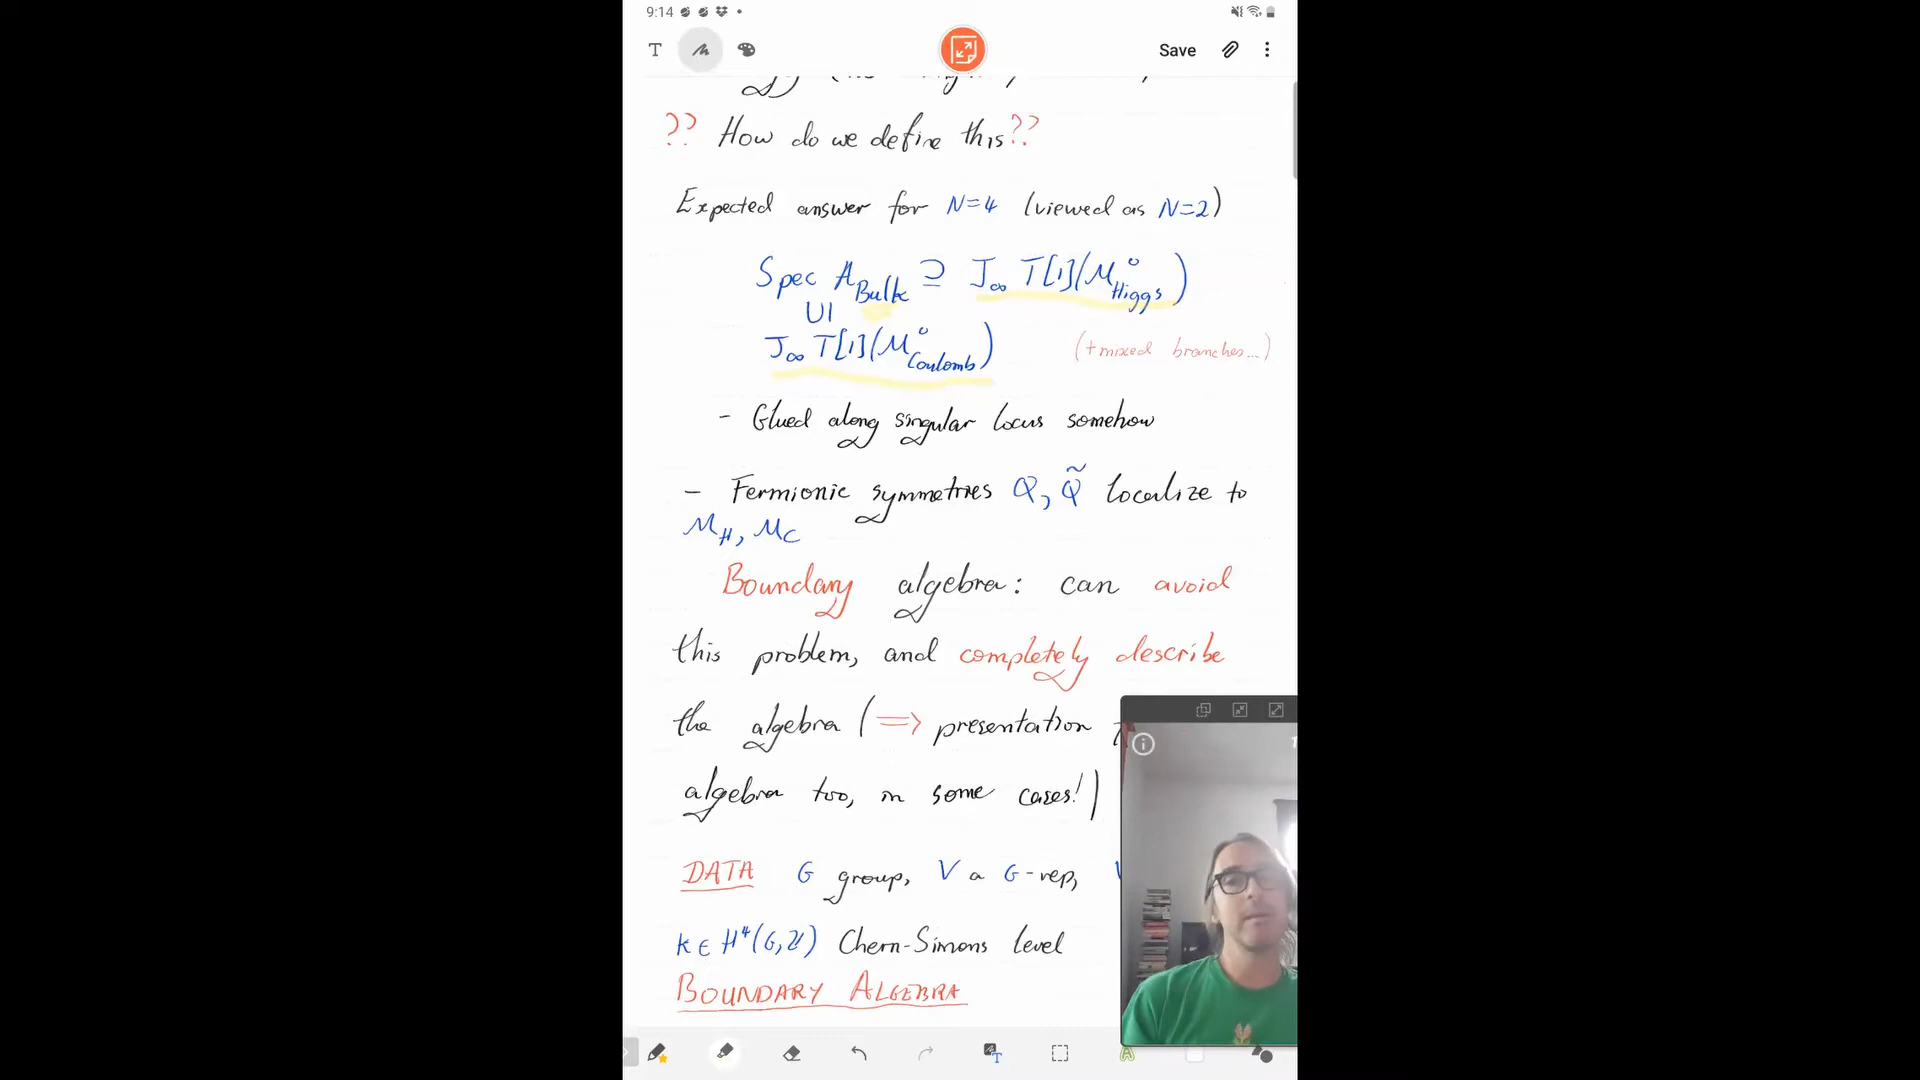 9:14
T Save
?? How do we define this ??
Expected answer for N=4 (viewed as N=2)
Spec A_Bulk ⊇ J_∞ T[1](M°_Higgs)
UI
J_∞ T[1](M°_Coulomb) (+mixed branches...)
- Glued along singular locus somehow
- Fermionic symmetries Q, Q̃ localize to
M_H, M_C
Boundary algebra: can avoid
this problem, and completely describe
the algebra (⟹ presentation
algebra too, in some cases!)
DATA G group, V a G-rep,
k ∈ H⁴(G,ℤ) Chern-Simons level
BOUNDARY ALGEBRA